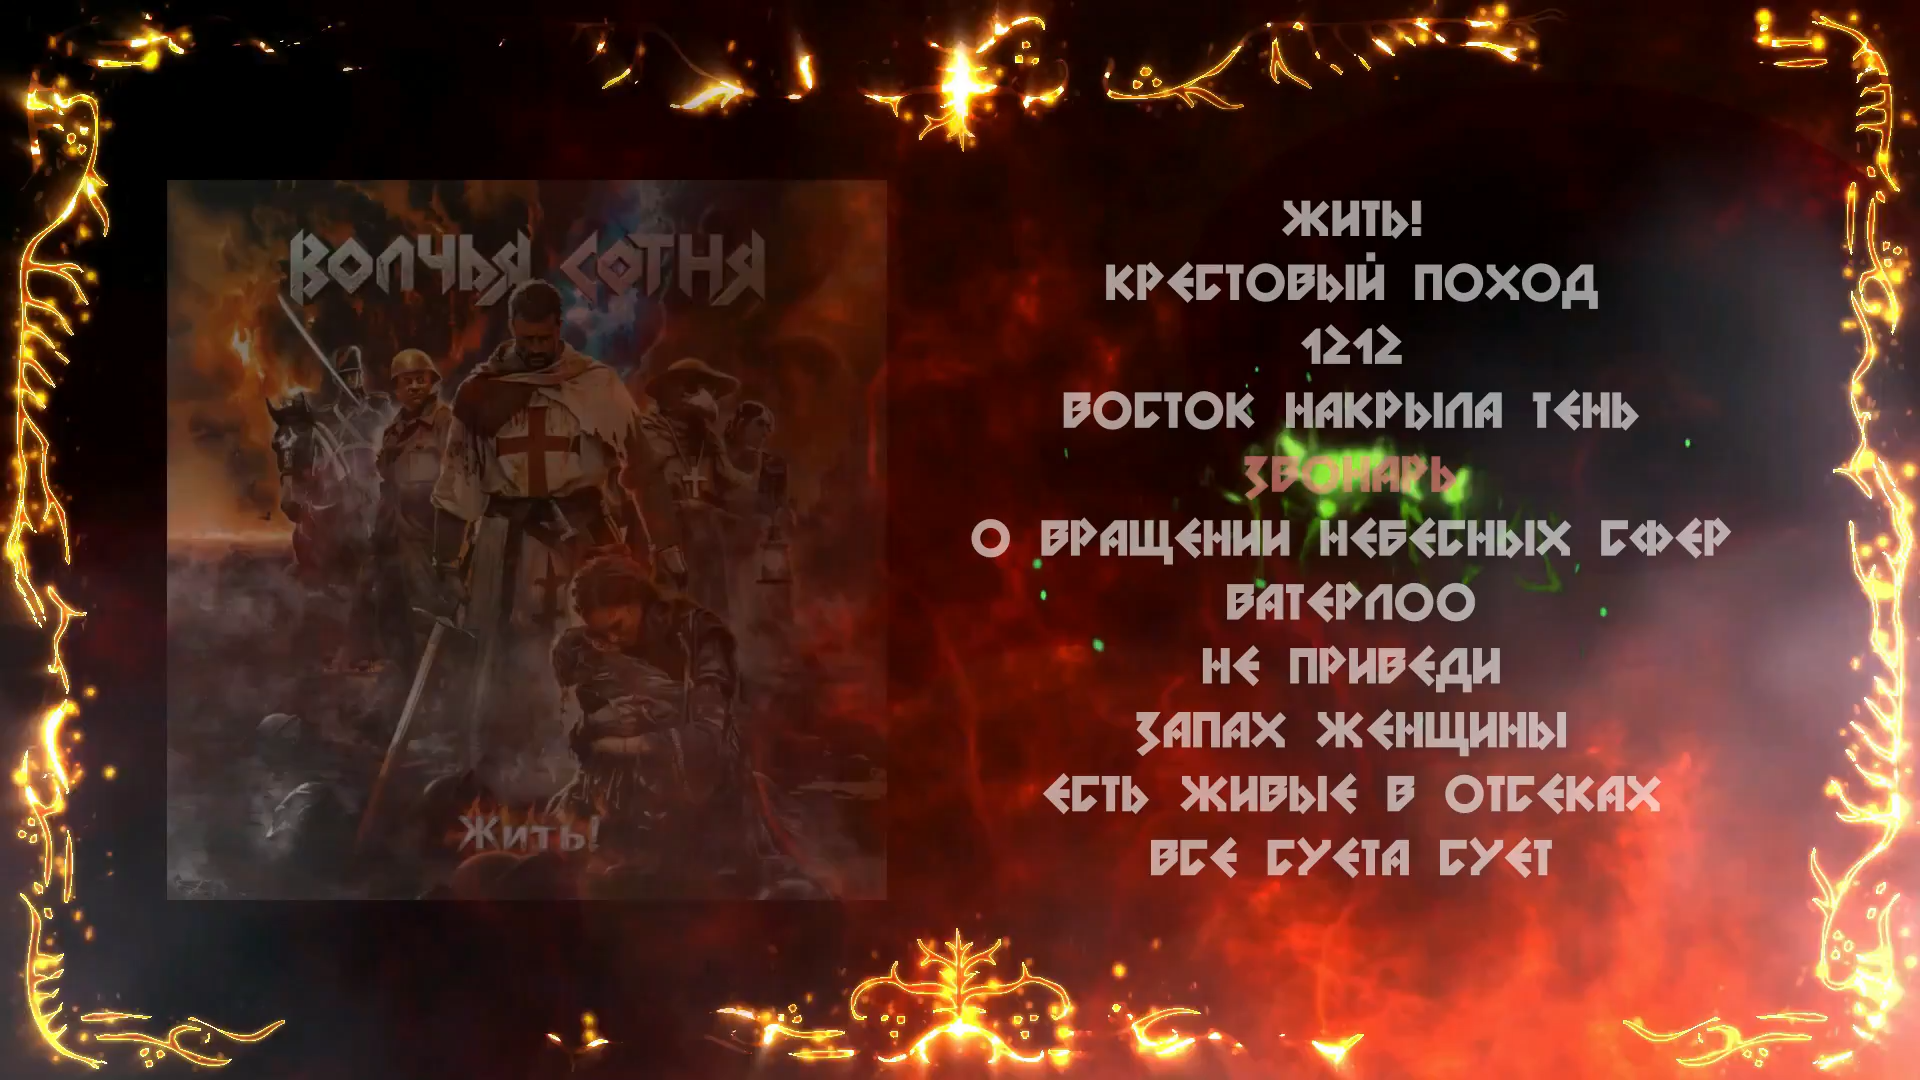 ВОЛЧЬЯ СОТНЯ
Жить!
ЖИТЬ!
КРЕСТОВЫЙ ПОХОД
1212
ВОСТОК НАКРЫЛА ТЕНЬ
ЗВОНАРЬ
О ВРАЩЕНИИ НЕБЕСНЫХ СФЕР
ВАТЕРЛОО
НЕ ПРИВЕДИ
ЗАПАХ ЖЕНЩИНЫ
ЕСТЬ ЖИВЫЕ В ОТСЕКАХ
ВСЕ СУЕТА СУЕТ